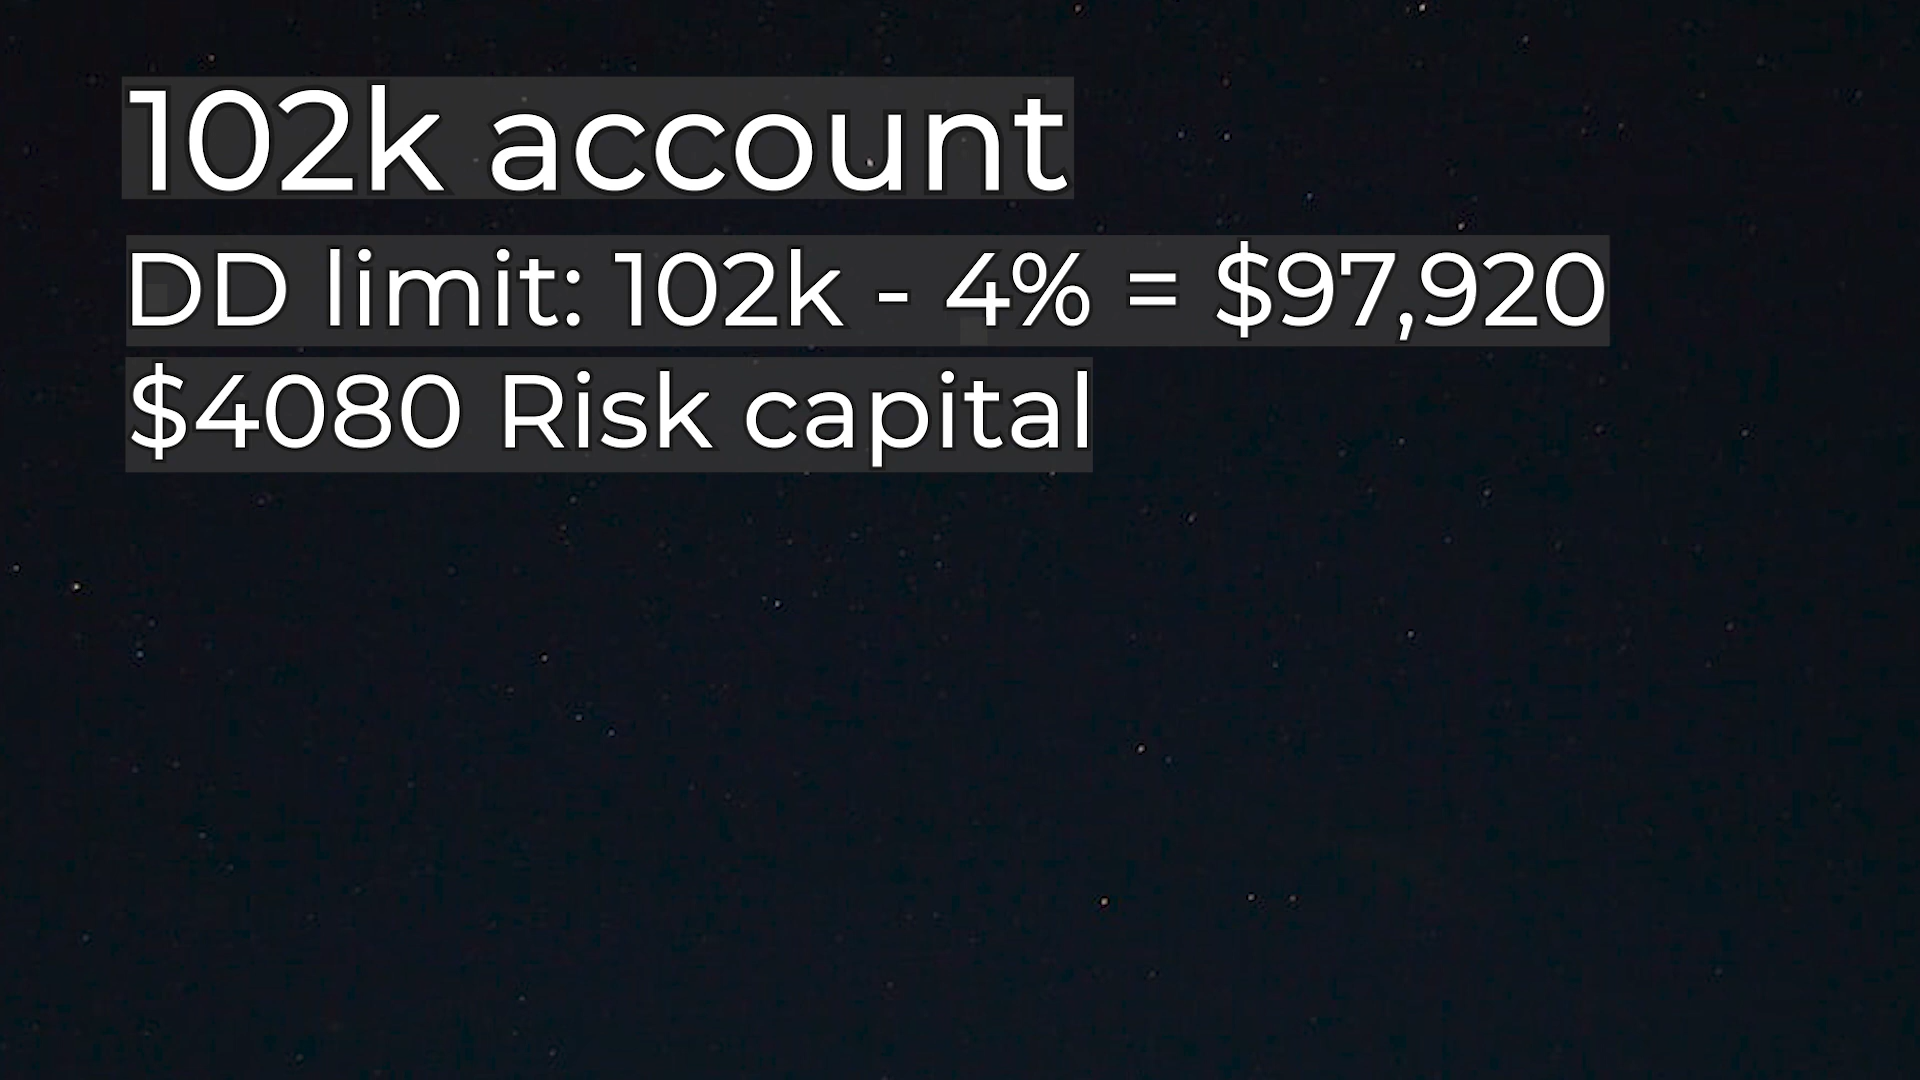 102k account
DD limit: 102k - 4% = $97,920
$4080 Risk capital